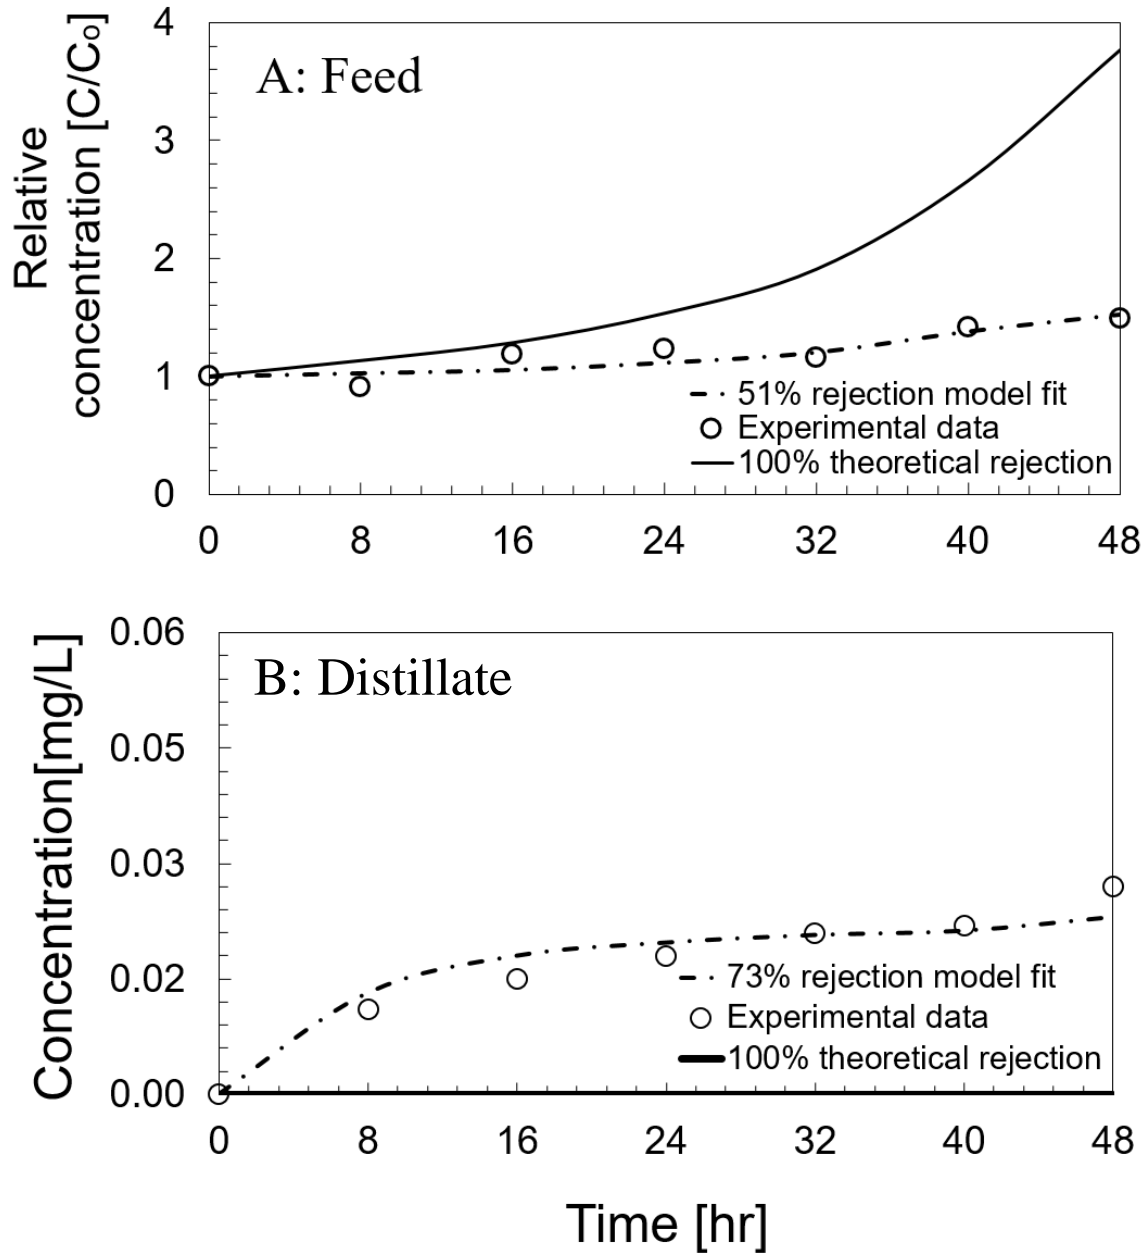 Relative
concentration [C/C₀]
4
3
2
1
0
A: Feed
51% rejection model fit
Experimental data
100% theoretical rejection
0 8 16 24 32 40 48
Concentration[mg/L]
0.06
0.05
0.03
0.02
0.00
B: Distillate
73% rejection model fit
Experimental data
100% theoretical rejection
0 8 16 24 32 40 48
Time [hr]